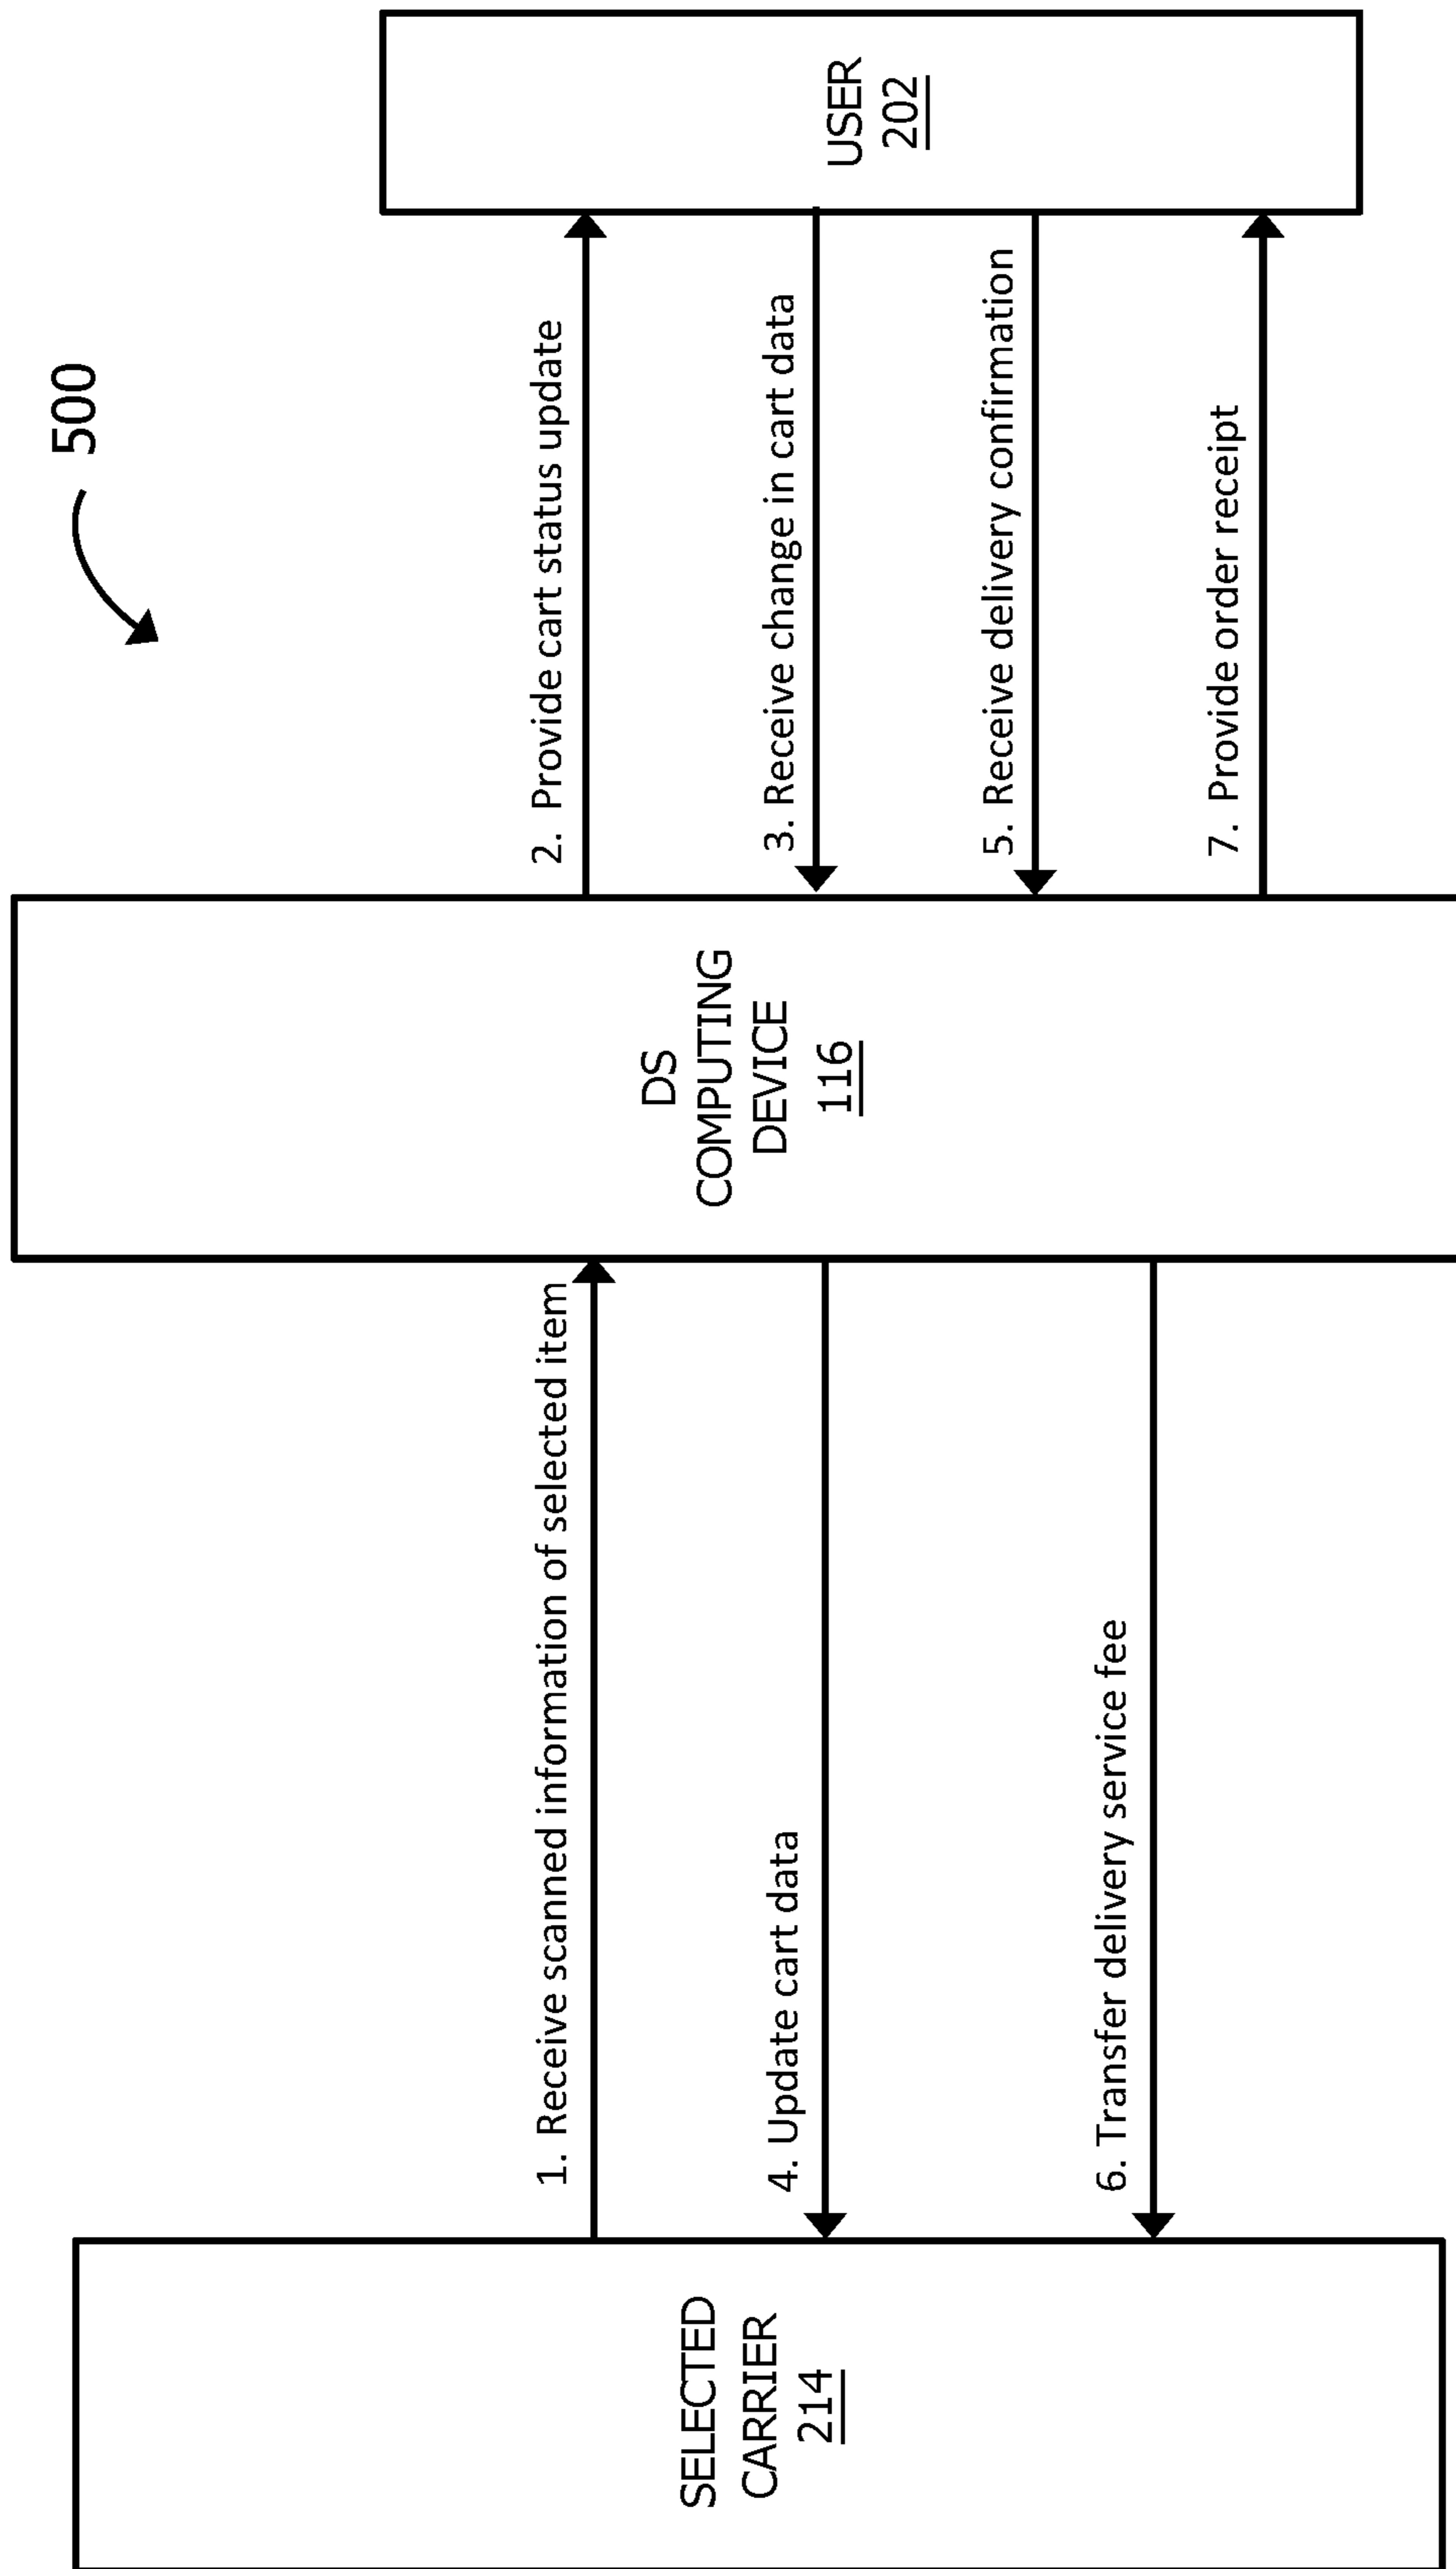 500
SELECTED
CARRIER
214
DS
COMPUTING
DEVICE
116
USER
202
1. Receive scanned information of selected item
2. Provide cart status update
3. Receive change in cart data
4. Update cart data
5. Receive delivery confirmation
6. Transfer delivery service fee
7. Provide order receipt